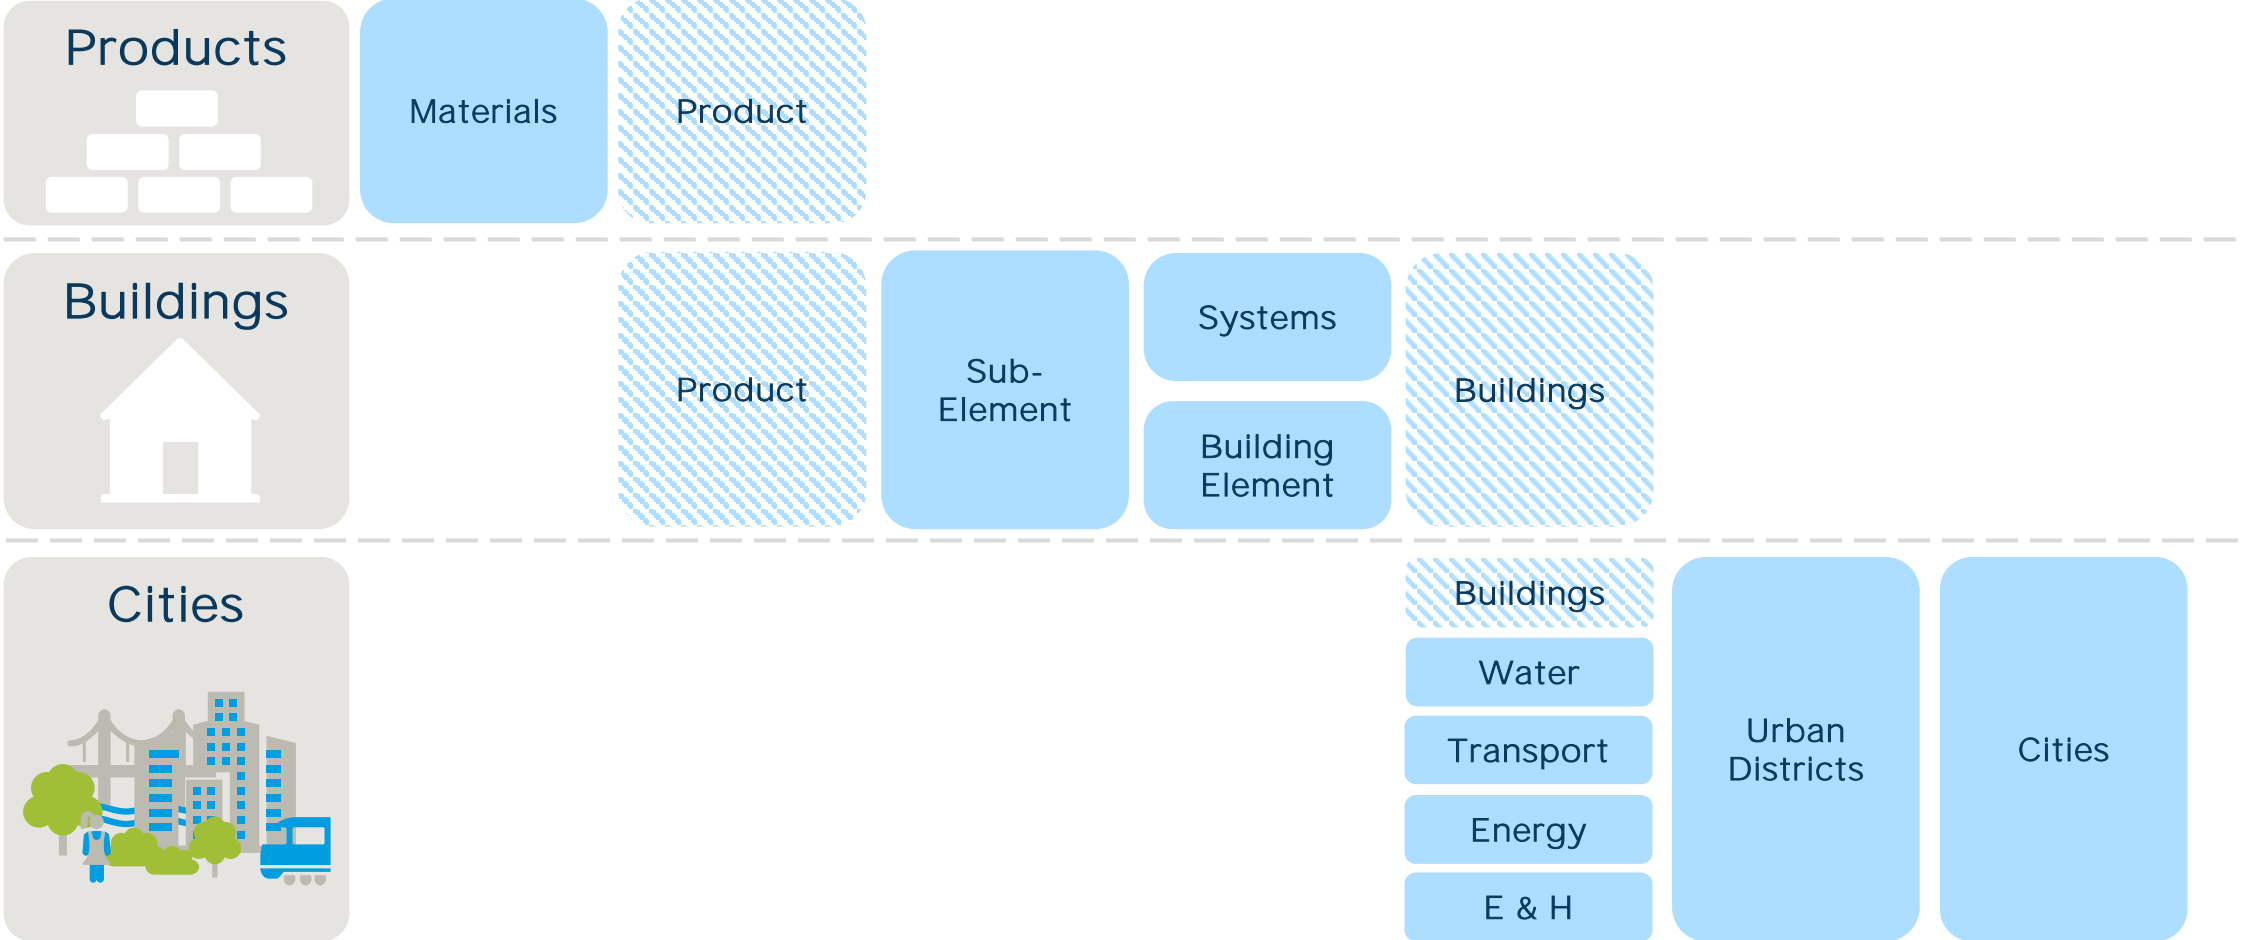 Products
Materials
Product
Buildings
Product
Sub-
Element
Systems
Building
Element
Buildings
Cities
Buildings
Water
Transport
Energy
E & H
Urban
Districts
Cities